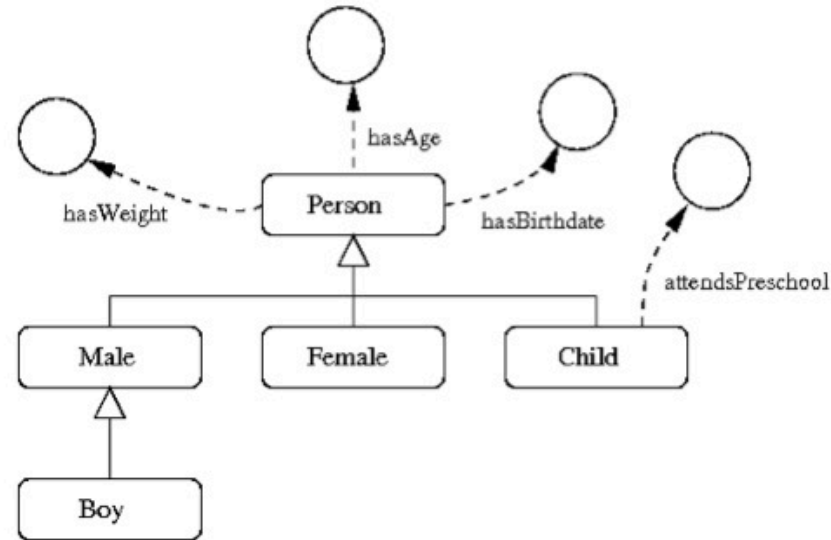 hasAge
hasWeight
Person
hasBirthdate
attendsPreschool
Male
Female
Child
Boy